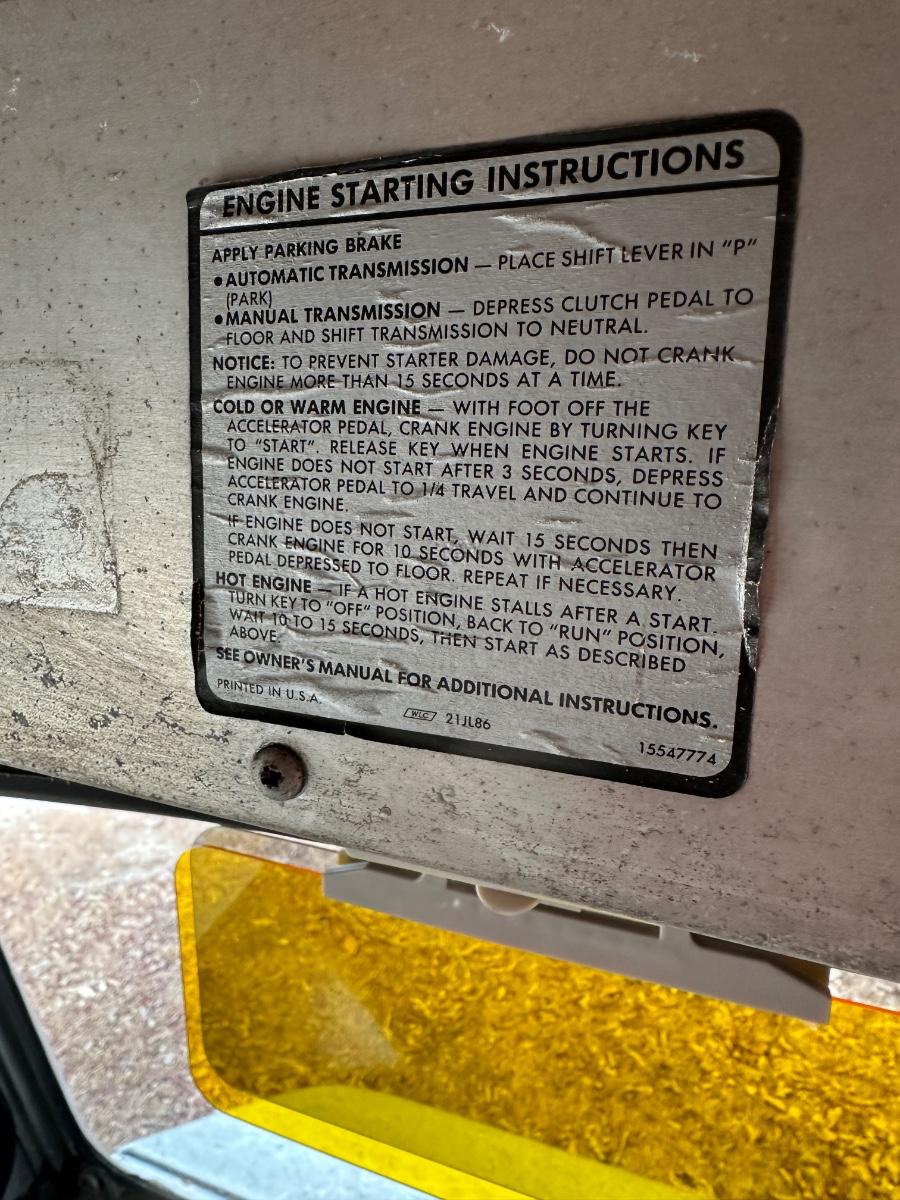 ENGINE STARTING INSTRUCTIONS
APPLY PARKING BRAKE
• AUTOMATIC TRANSMISSION — PLACE SHIFT LEVER IN "P"
(PARK)
• MANUAL TRANSMISSION — DEPRESS CLUTCH PEDAL TO
FLOOR AND SHIFT TRANSMISSION TO NEUTRAL.
NOTICE: TO PREVENT STARTER DAMAGE, DO NOT CRANK
ENGINE MORE THAN 15 SECONDS AT A TIME.
COLD OR WARM ENGINE — WITH FOOT OFF THE
ACCELERATOR PEDAL, CRANK ENGINE BY TURNING KEY
TO "START". RELEASE KEY WHEN ENGINE STARTS. IF
ENGINE DOES NOT START AFTER 3 SECONDS, DEPRESS
ACCELERATOR PEDAL TO 1/4 TRAVEL AND CONTINUE TO
CRANK ENGINE.
IF ENGINE DOES NOT START, WAIT 15 SECONDS THEN
CRANK ENGINE FOR 10 SECONDS WITH ACCELERATOR
PEDAL DEPRESSED TO FLOOR. REPEAT IF NECESSARY.
HOT ENGINE — IF A HOT ENGINE STALLS AFTER A START.
TURN KEY TO "OFF" POSITION, BACK TO "RUN" POSITION,
WAIT 10 TO 15 SECONDS, THEN START AS DESCRIBED
ABOVE.
SEE OWNER'S MANUAL FOR ADDITIONAL INSTRUCTIONS.
PRINTED IN U.S.A.
WLC 21JL86
15547774